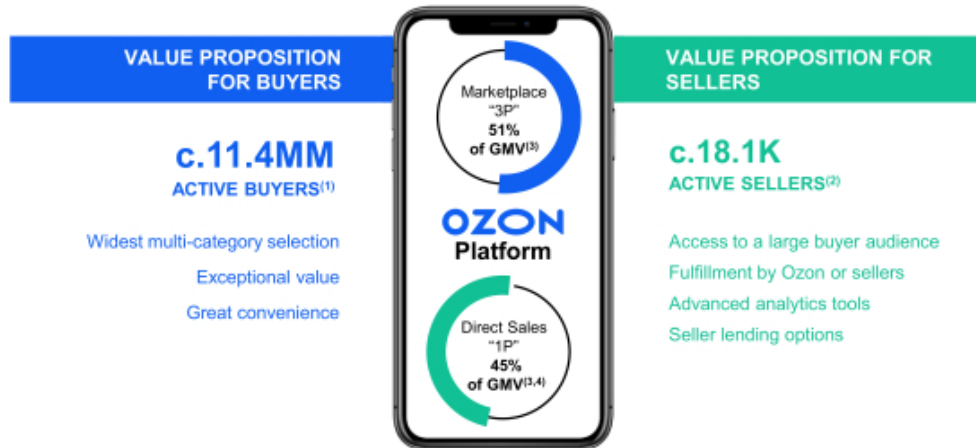 VALUE PROPOSITION
FOR BUYERS
c.11.4MM
ACTIVE BUYERS(1)
Widest multi-category selection
Exceptional value
Great convenience
Marketplace
"3P"
51%
of GMV(3)
OZON
Platform
Direct Sales
"1P"
45%
of GMV(3,4)
VALUE PROPOSITION FOR
SELLERS
c.18.1K
ACTIVE SELLERS(2)
Access to a large buyer audience
Fulfillment by Ozon or sellers
Advanced analytics tools
Seller lending options